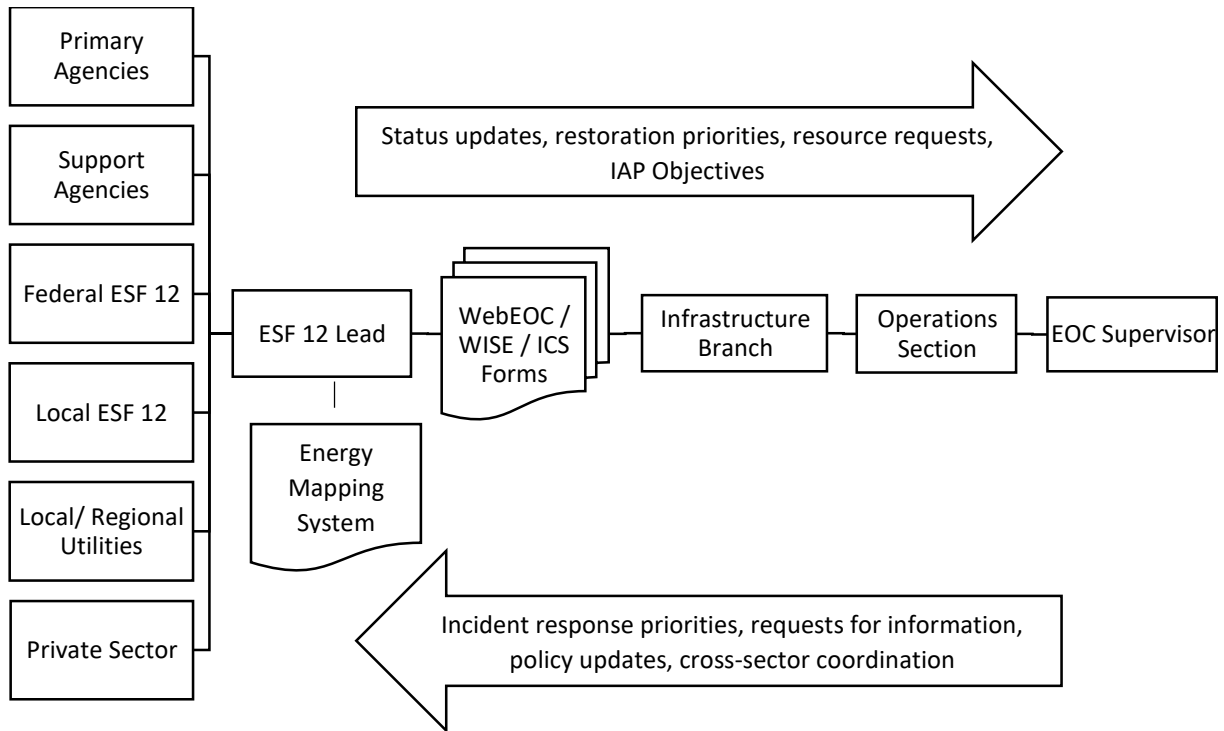 Primary
Agencies
Support
Agencies
Federal ESF 12
Local ESF 12
Local/ Regional
Utilities
Private Sector
Status updates, restoration priorities, resource requests,
IAP Objectives
ESF 12 Lead
WebEOC /
WISE / ICS
Forms
Infrastructure
Branch
Operations
Section
EOC Supervisor
Energy
Mapping
System
Incident response priorities, requests for information,
policy updates, cross-sector coordination